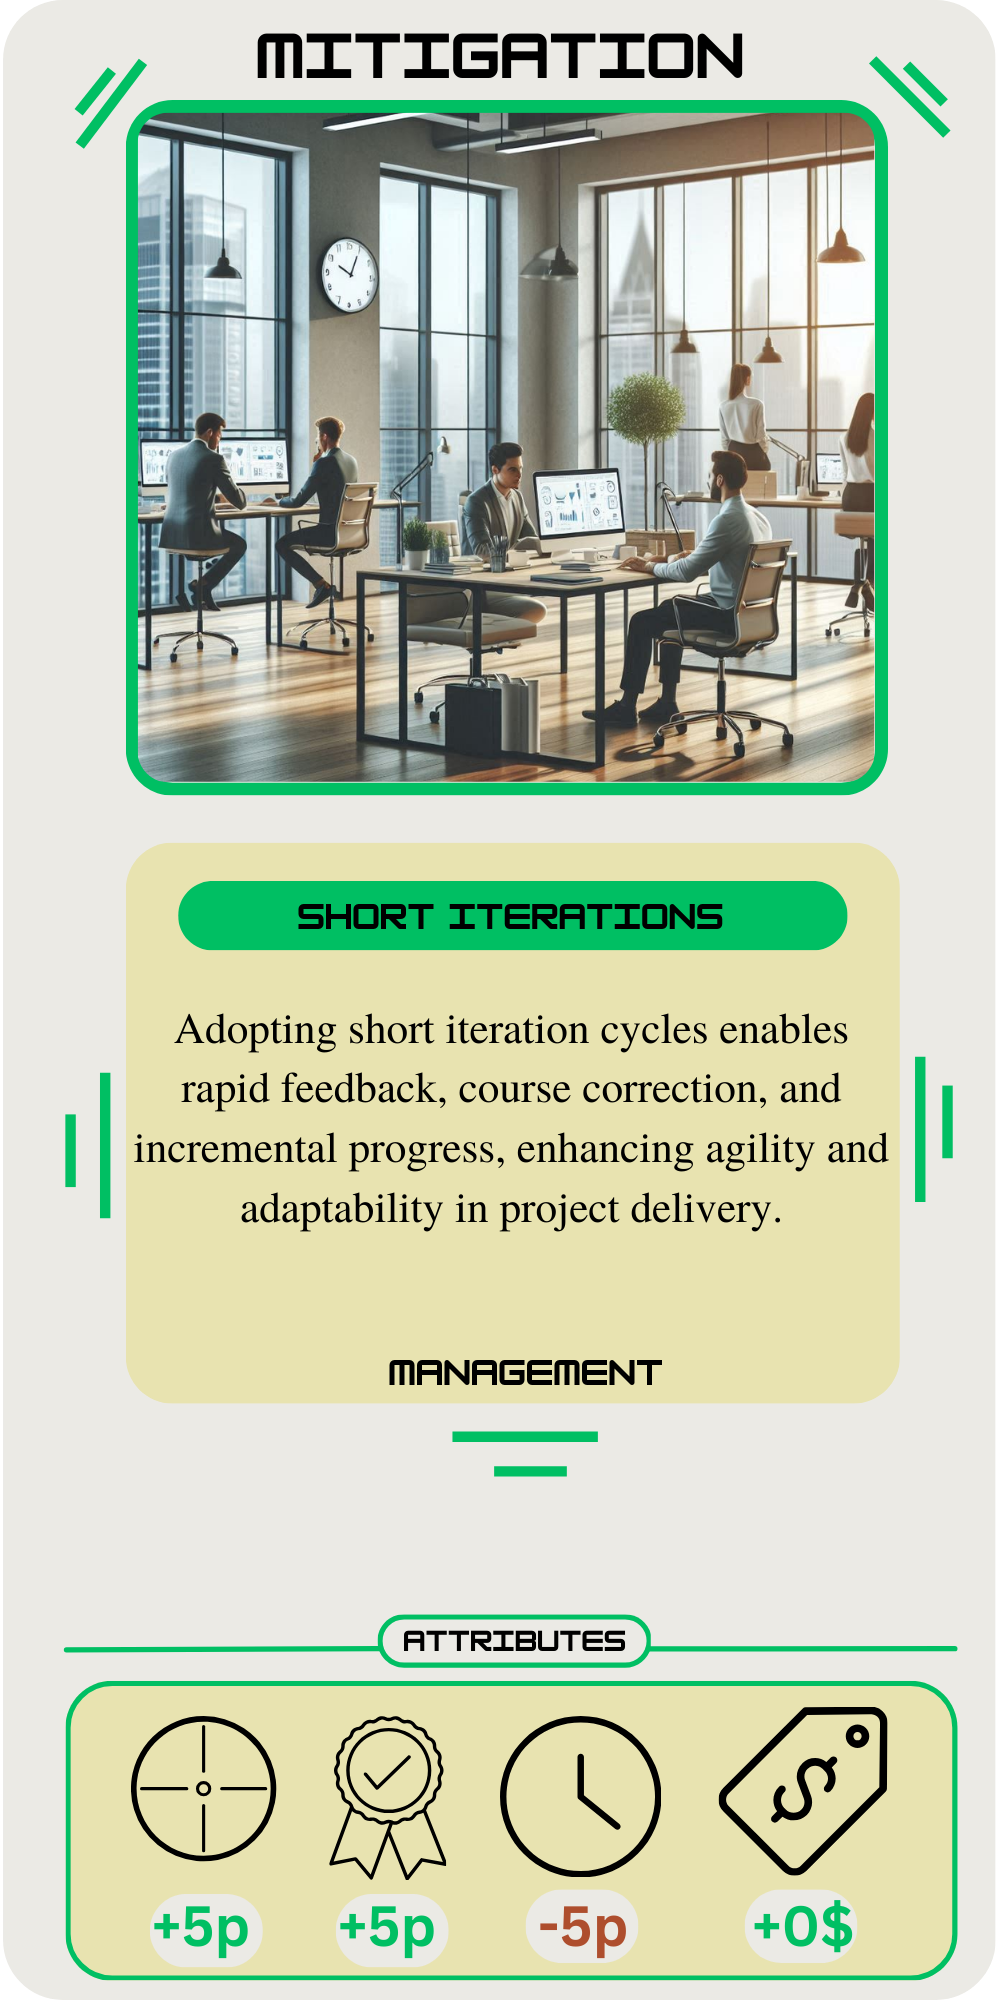 MITIGATION
SHORT ITERATIONS
Adopting short iteration cycles enables
rapid feedback, course correction, and
incremental progress, enhancing agility and
adaptability in project delivery.
MANAGEMENT
ATTRIBUTES
+5p +5p -5p +0$